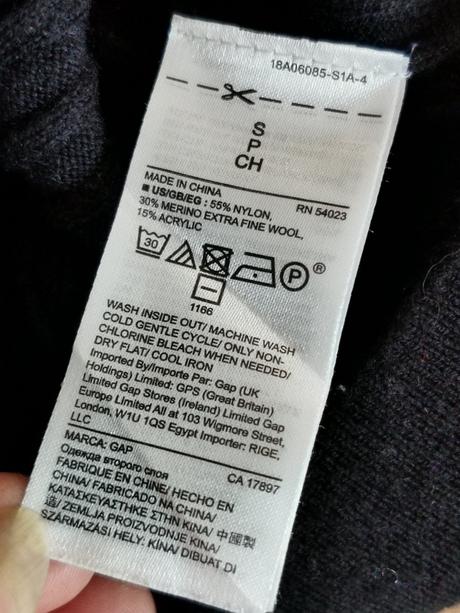 18A06085-S1A-4
S
P
CH
MADE IN CHINA RN 54023
■ US/GB/EG : 55% NYLON,
30% MERINO EXTRA FINE WOOL,
15% ACRYLIC
30 P ®
1166
WASH INSIDE OUT/ MACHINE WASH
COLD GENTLE CYCLE/ ONLY NON-
CHLORINE BLEACH WHEN NEEDED/
DRY FLAT/ COOL IRON
Imported By/Importe Par: Gap (UK
Holdings) Limited: GPS (Great Britain)
Limited Gap Stores (Ireland) Limited Gap
Europe Limited All at 103 Wigmore Street,
London, W1U 1QS Egypt Importer: RIGE,
LLC
MARCA: GAP CA 17897
Одежда второго слоя
FABRIQUE EN CHINE/ HECHO EN
CHINA/ FABRICADO NA CHINA/
ΚΑΤΑΣΚΕΥΑΣΤΗΚΕ ΣΤΗΝ ΚΙΝΑ/ 中國製
造/ ZEMLJA PROIZVODNJE KINA/
SZÁRMAZÁSI HELY: KÍNA/ DIBUAT DI